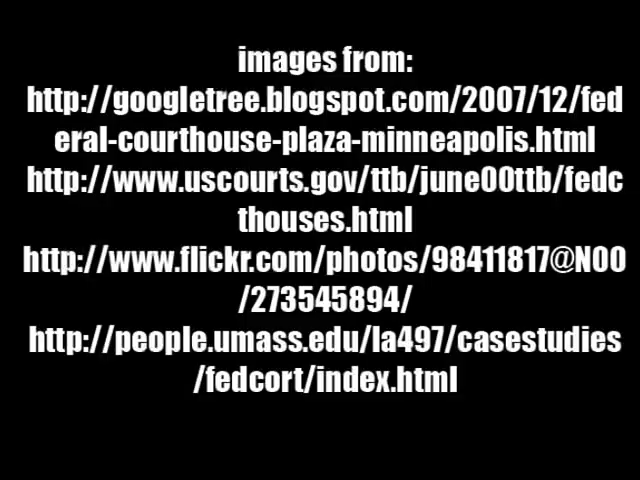 images from:
http://googletree.blogspot.com/2007/12/fed
eral-courthouse-plaza-minneapolis.html
http://www.uscourts.gov/ttb/june00ttb/fedc
thouses.html
http://www.flickr.com/photos/98411817@N00
/273545894/
http://people.umass.edu/la497/casestudies
/fedcort/index.html